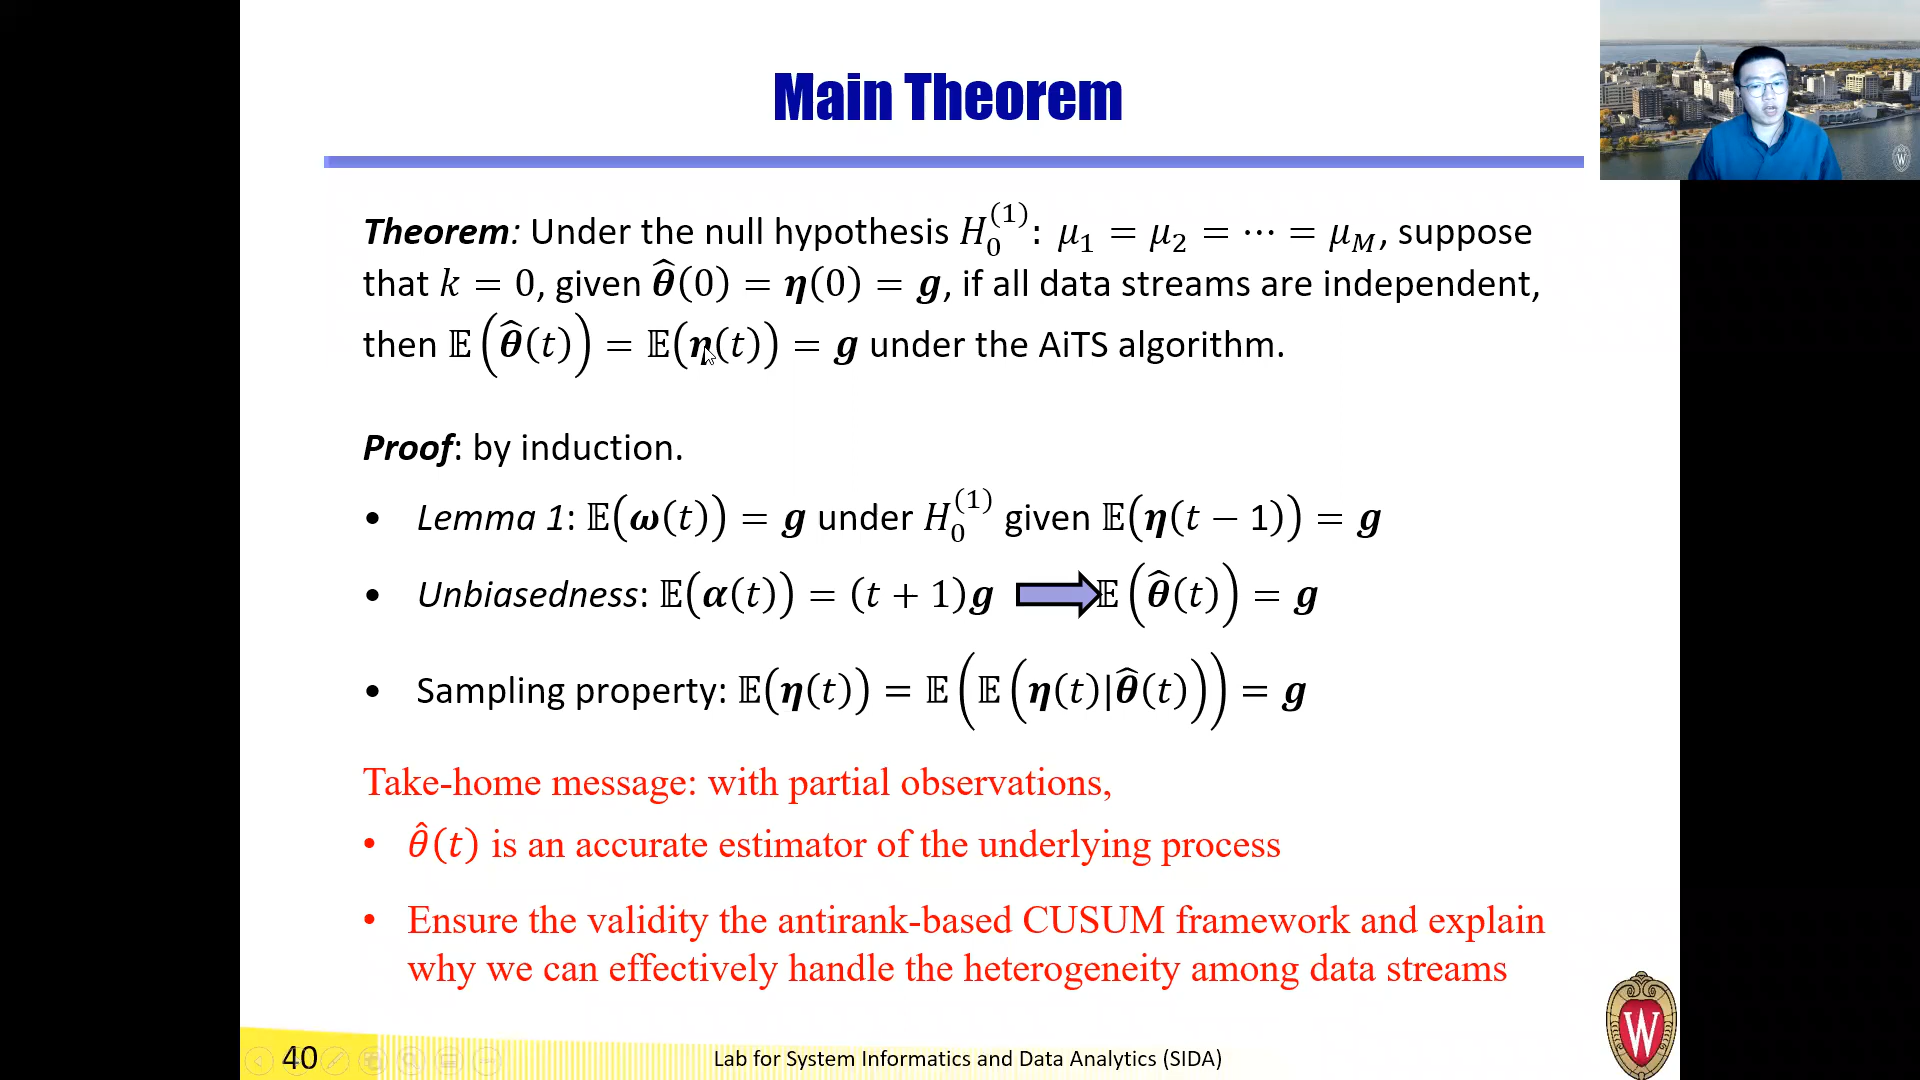 Main Theorem
Theorem: Under the null hypothesis H₀⁽¹⁾: μ₁ = μ₂ = ⋯ = μ_M, suppose
that k = 0, given θ̂(0) = η(0) = g, if all data streams are independent,
then 𝔼(θ̂(t)) = 𝔼(η(t)) = g under the AiTS algorithm.
Proof: by induction.
• Lemma 1: 𝔼(ω(t)) = g under H₀⁽¹⁾ given 𝔼(η(t − 1)) = g
• Unbiasedness: 𝔼(α(t)) = (t + 1)g ➡ 𝔼(θ̂(t)) = g
• Sampling property: 𝔼(η(t)) = 𝔼(𝔼(η(t)|θ̂(t))) = g
Take-home message: with partial observations,
• θ̂(t) is an accurate estimator of the underlying process
• Ensure the validity the antirank-based CUSUM framework and explain
why we can effectively handle the heterogeneity among data streams
40
Lab for System Informatics and Data Analytics (SIDA)
W
W